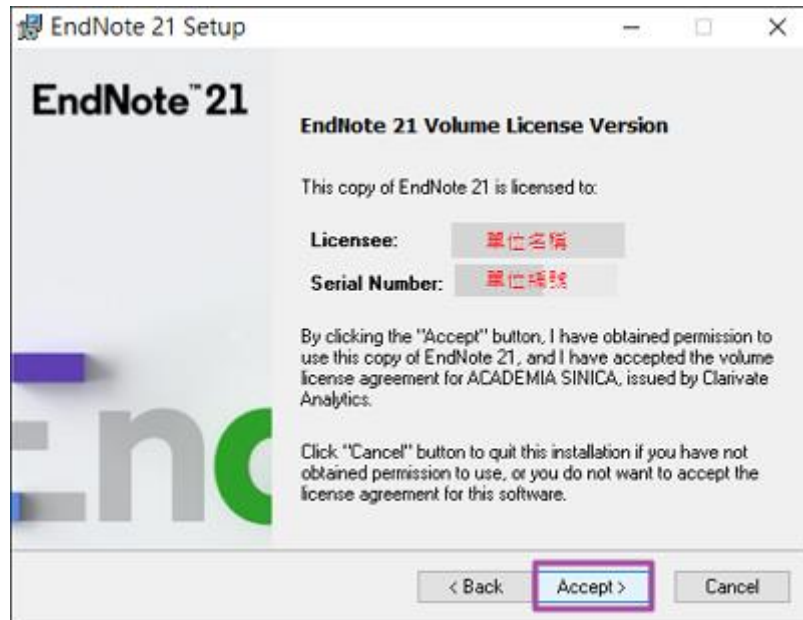 EndNote 21 Setup
EndNote™21
EndNote 21 Volume License Version
This copy of EndNote 21 is licensed to:
Licensee: 單位名稱
Serial Number: 單位編號
By clicking the "Accept" button, I have obtained permission to
use this copy of EndNote 21, and I have accepted the volume
license agreement for ACADEMIA SINICA, issued by Clarivate
Analytics.
Click "Cancel" button to quit this installation if you have not
obtained permission to use, or you do not want to accept the
license agreement for this software.
Enc
< Back Accept > Cancel